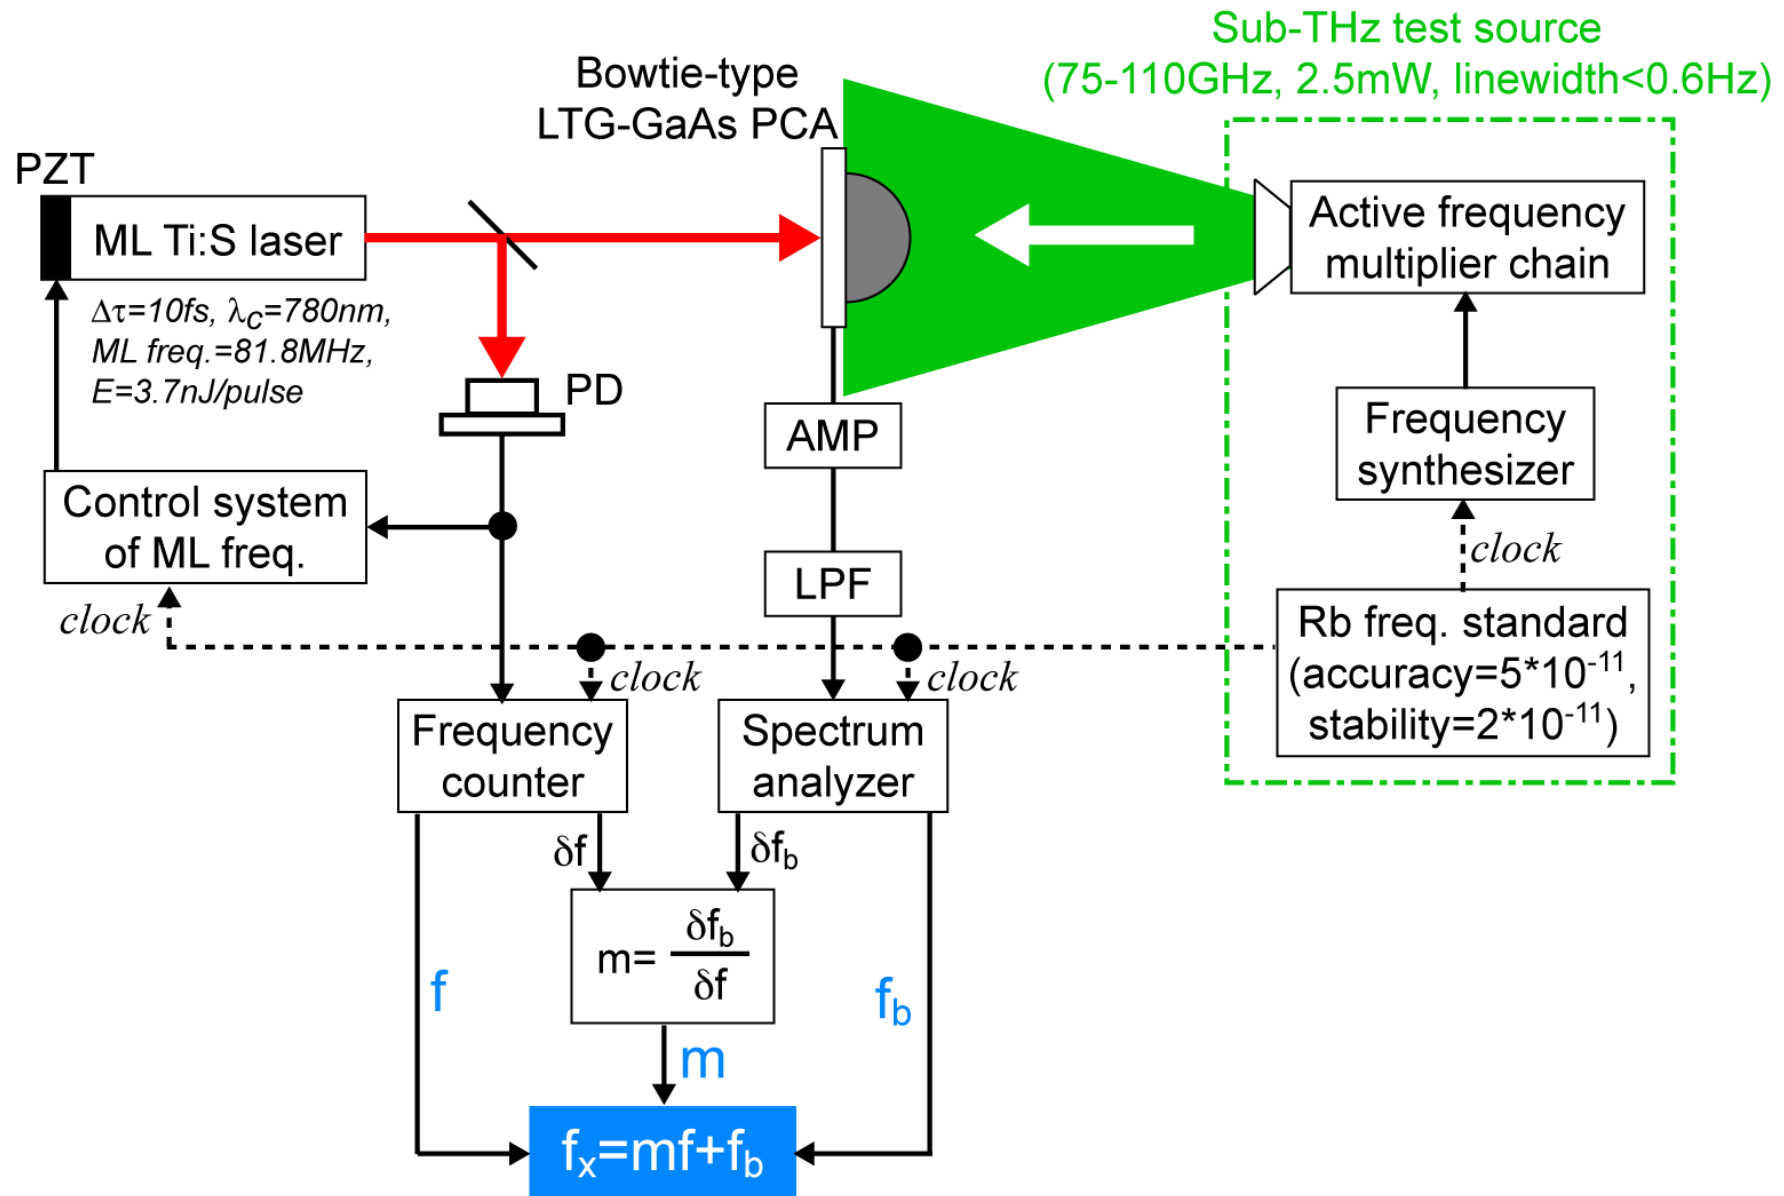 Sub-THz test source
(75-110GHz, 2.5mW, linewidth<0.6Hz)
Bowtie-type
LTG-GaAs PCA
PZT
ML Ti:S laser
Δτ=10fs, λc=780nm,
ML freq.=81.8MHz,
E=3.7nJ/pulse
Active frequency
multiplier chain
PD
AMP
Frequency
synthesizer
Control system
of ML freq.
clock
LPF
clock
Rb freq. standard
(accuracy=5*10-11,
stability=2*10-11)
clock
clock
Frequency
counter
Spectrum
analyzer
δf
δfb
m= δfb
δf
f
fb
m
fx=mf+fb